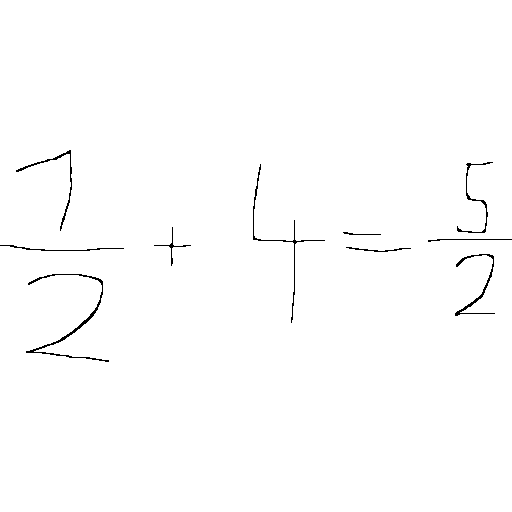 1/2 + 4 = 5/2